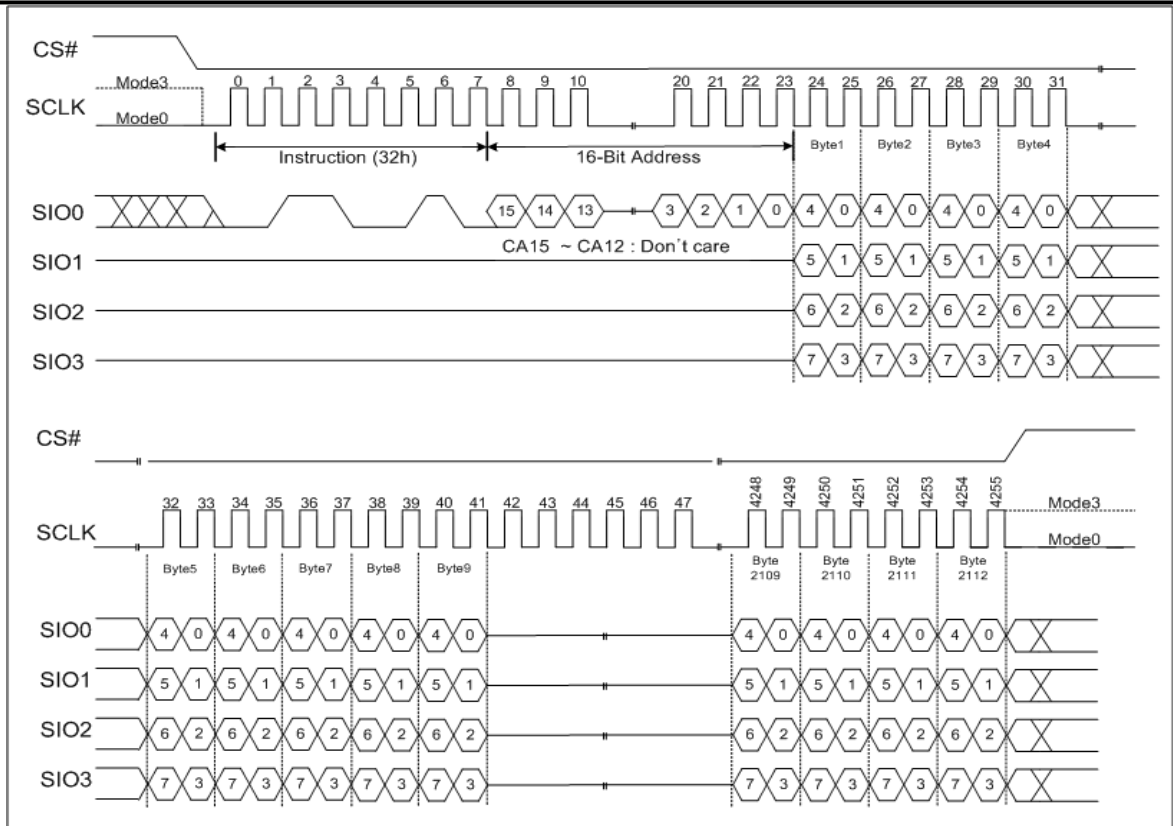 CS#
Mode3
0 1 2 3 4 5 6 7 8 9 10 20 21 22 23 24 25 26 27 28 29 30 31
SCLK
Mode0
Instruction (32h) 16-Bit Address Byte1 Byte2 Byte3 Byte4
SIO0 15 14 13 3 2 1 0 4 0 4 0 4 0 4 0
CA15 ~ CA12 : Don´t care
SIO1 5 1 5 1 5 1 5 1
SIO2 6 2 6 2 6 2 6 2
SIO3 7 3 7 3 7 3 7 3
CS#
32 33 34 35 36 37 38 39 40 41 42 43 44 45 46 47 4248 4249 4250 4251 4252 4253 4254 4255
Mode3
SCLK
Mode0
Byte5 Byte6 Byte7 Byte8 Byte9 Byte 2109 Byte 2110 Byte 2111 Byte 2112
SIO0 4 0 4 0 4 0 4 0 4 0 4 0 4 0 4 0 4 0
SIO1 5 1 5 1 5 1 5 1 5 1 5 1 5 1 5 1 5 1
SIO2 6 2 6 2 6 2 6 2 6 2 6 2 6 2 6 2 6 2
SIO3 7 3 7 3 7 3 7 3 7 3 7 3 7 3 7 3 7 3